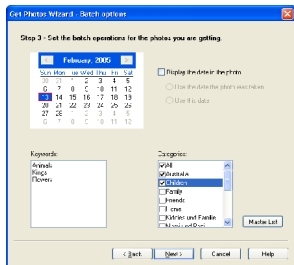 Get Photos Wizard - Batch options
Step 3 - Set the batch operations for the photos you are getting.
February, 2005
Sun Mon Tue Wed Thu Fri Sat
30 31 1 2 3 4 5
6 7 8 9 10 11 12
13 14 15 16 17 18 19
20 21 22 23 24 25 26
27 28 1 2 3 4 5
6 7 8 9 10 11 12
Display the date in the photo
Use the date the photo was taken
Use this date
Keywords:
Animals
Kings
Flowers
Categories:
All
Australia
Children
Family
Friends
Home
Kiddies and Familie
Master List
< Back
Next >
Cancel
Help